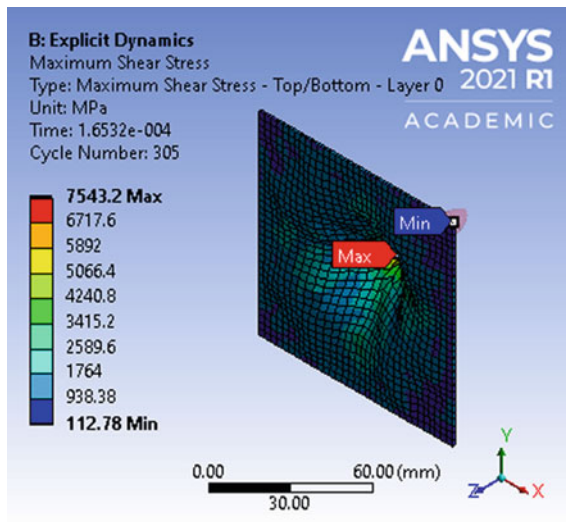 B: Explicit Dynamics
Maximum Shear Stress
Type: Maximum Shear Stress - Top/Bottom - Layer 0
Unit: MPa
Time: 1.6532e-004
Cycle Number: 305
ANSYS
2021 R1
ACADEMIC
7543.2 Max
6717.6
5892
5066.4
4240.8
3415.2
2589.6
1764
938.38
112.78 Min
Min
Max
0.00 60.00 (mm)
30.00
Y
Z X